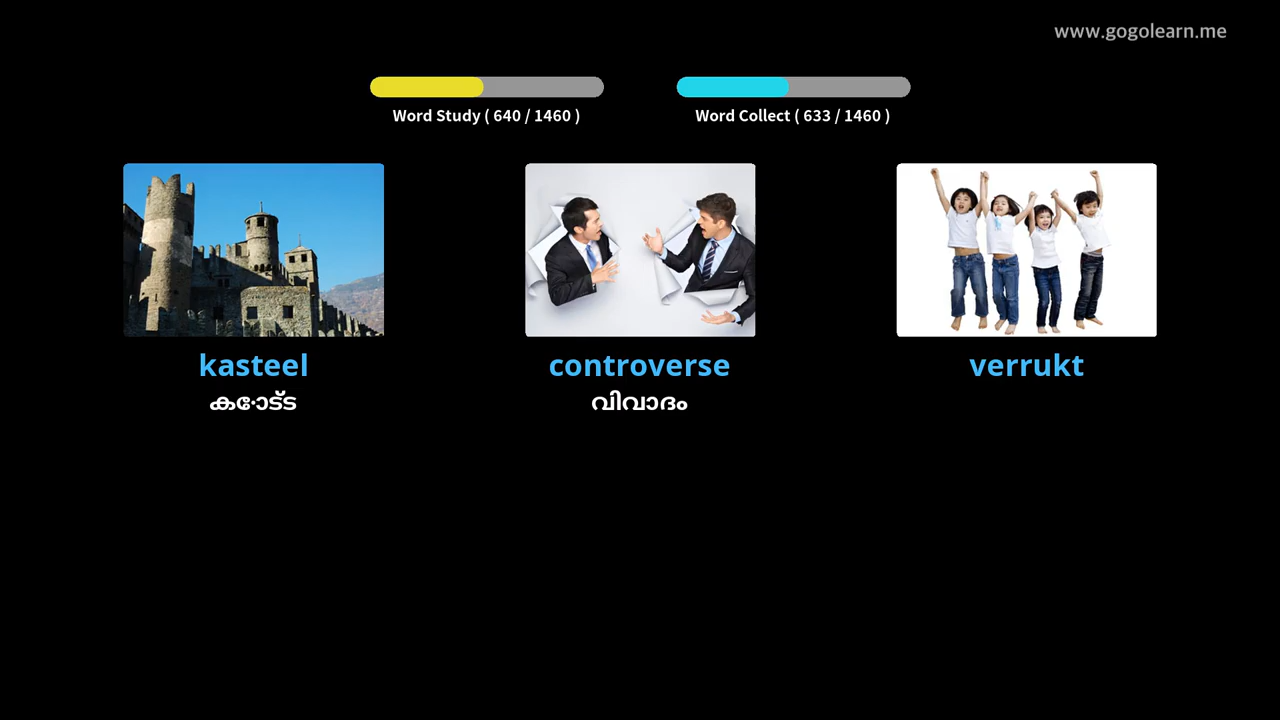 www.gogolearn.me
Word Study ( 640 / 1460 )
Word Collect ( 633 / 1460 )
kasteel
controverse
verrukt
കോട്ട
വിവാദം